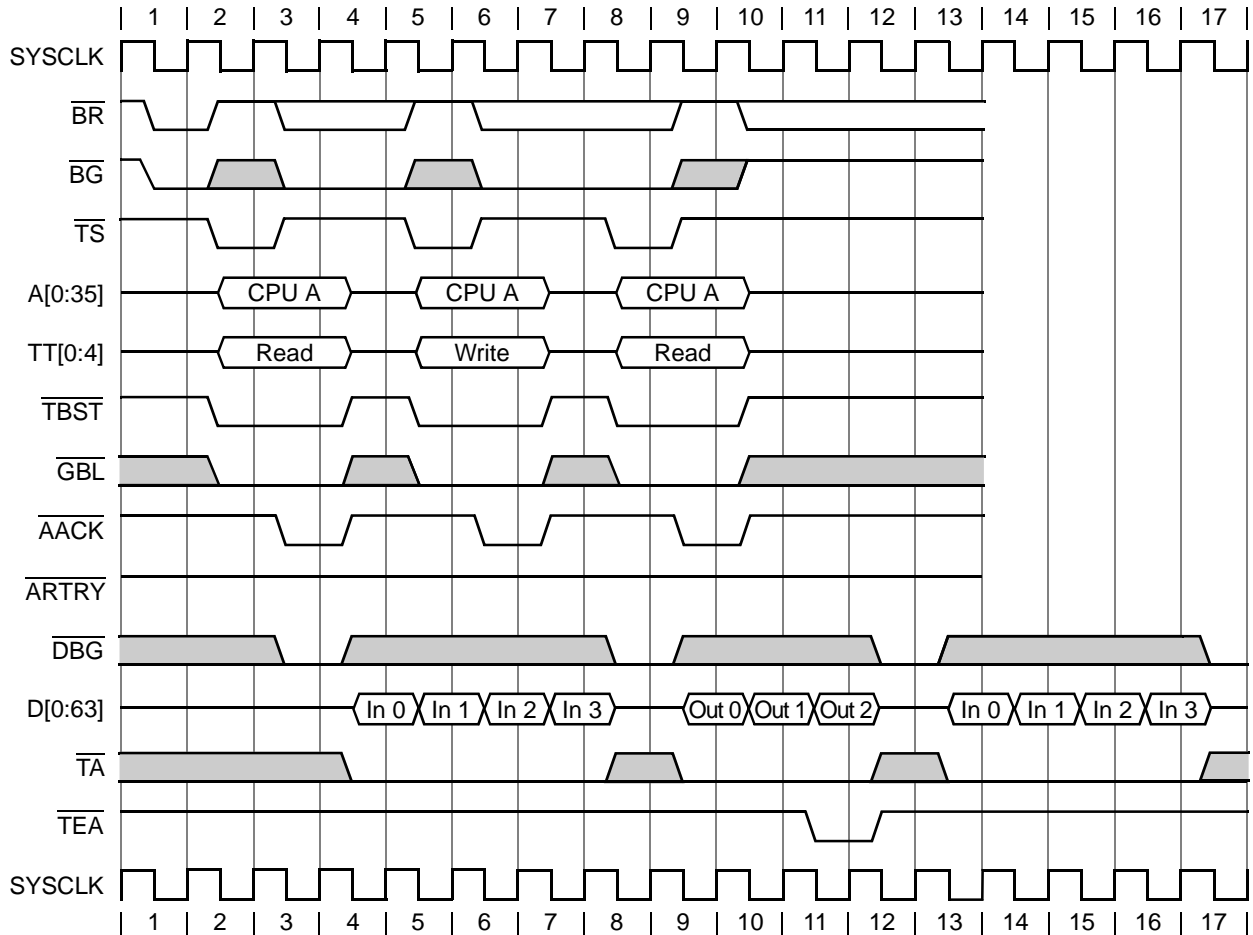 1 2 3 4 5 6 7 8 9 10 11 12 13 14 15 16 17
SYSCLK
BR
BG
TS
A[0:35] CPU A CPU A CPU A
TT[0:4] Read Write Read
TBST
GBL
AACK
ARTRY
DBG
D[0:63] In 0 In 1 In 2 In 3 Out 0 Out 1 Out 2 In 0 In 1 In 2 In 3
TA
TEA
SYSCLK
1 2 3 4 5 6 7 8 9 10 11 12 13 14 15 16 17